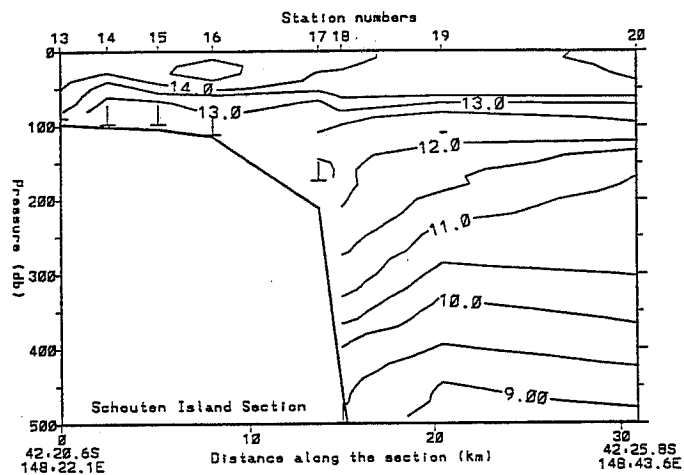 Station numbers
13 14 15 16 17 18 19 20
0
14.0
13.0
13.0
100
12.0
Pressure (db)
200
11.0
300
10.0
400
9.00
Schouten Island Section
500
0 10 20 30
42:20.6S
148:22.1E
Distance along the section (km)
42:25.8S
148:43.6E